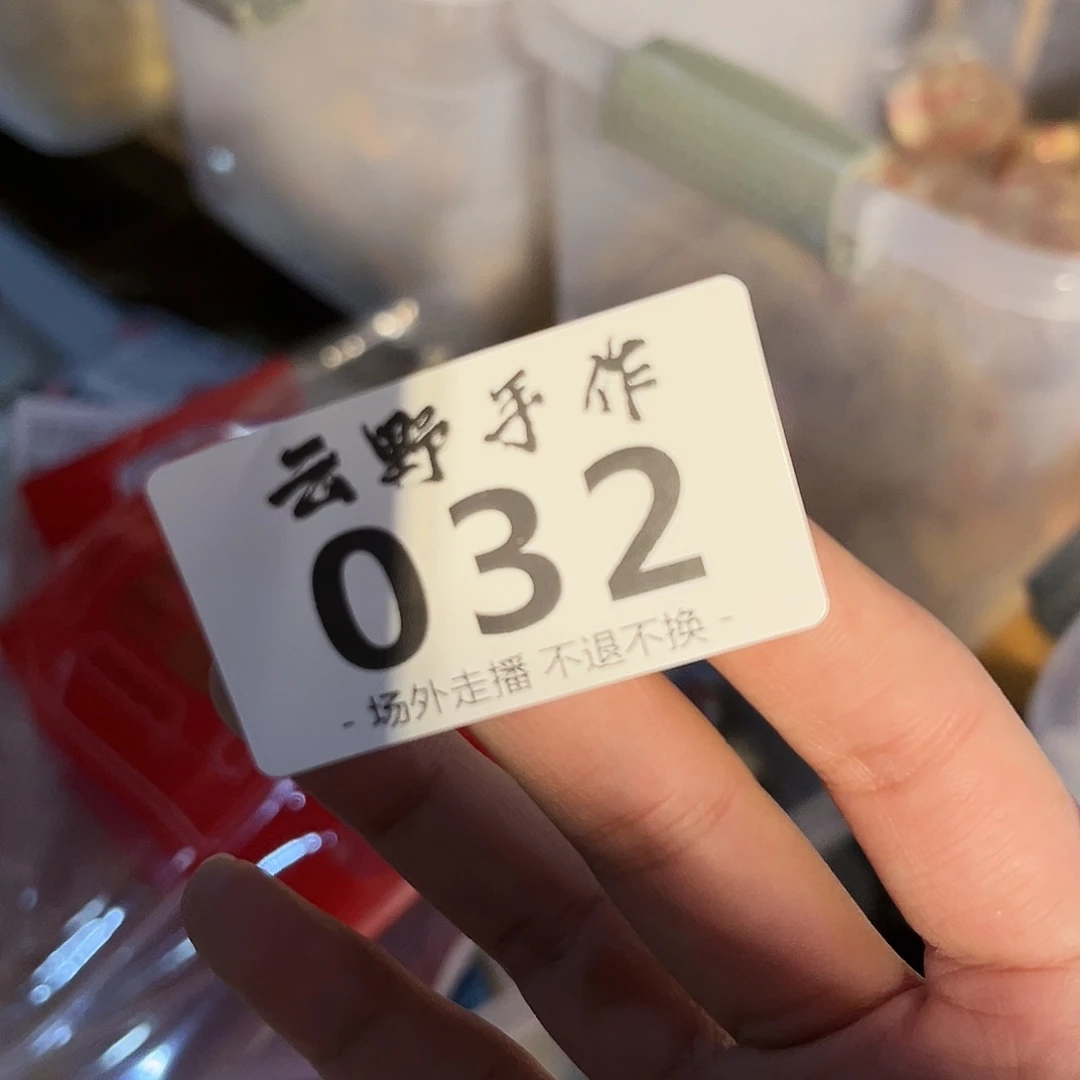 云野手作
032
- 场外走播 不退不换 -